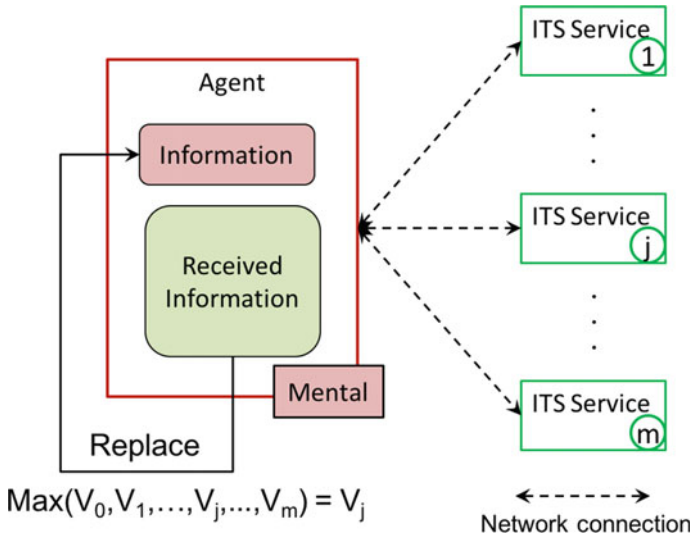 Agent
Information
Received
Information
Mental
Replace
Max(V₀,V₁,…,Vⱼ,...,Vₘ) = Vⱼ
ITS Service
1
.
.
.
ITS Service
j
.
.
.
ITS Service
m
Network connection